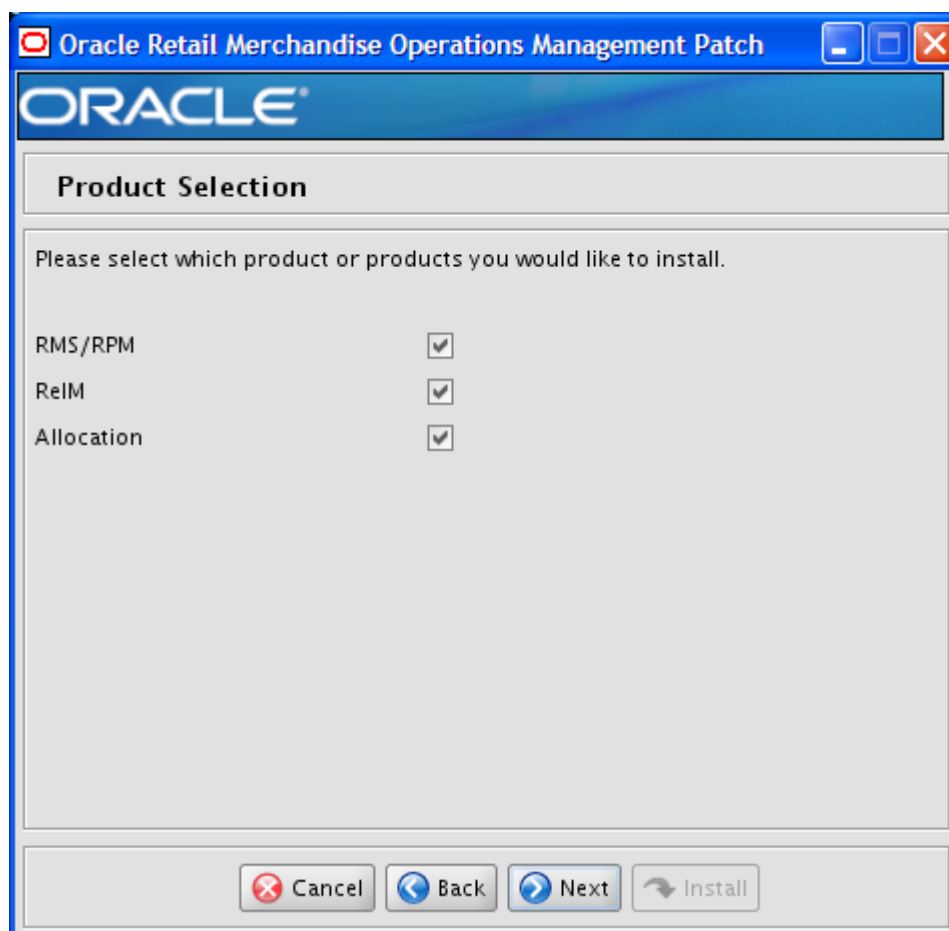 Oracle Retail Merchandise Operations Management Patch
ORACLE®
Product Selection
Please select which product or products you would like to install.
RMS/RPM
ReIM
Allocation
Cancel Back Next Install